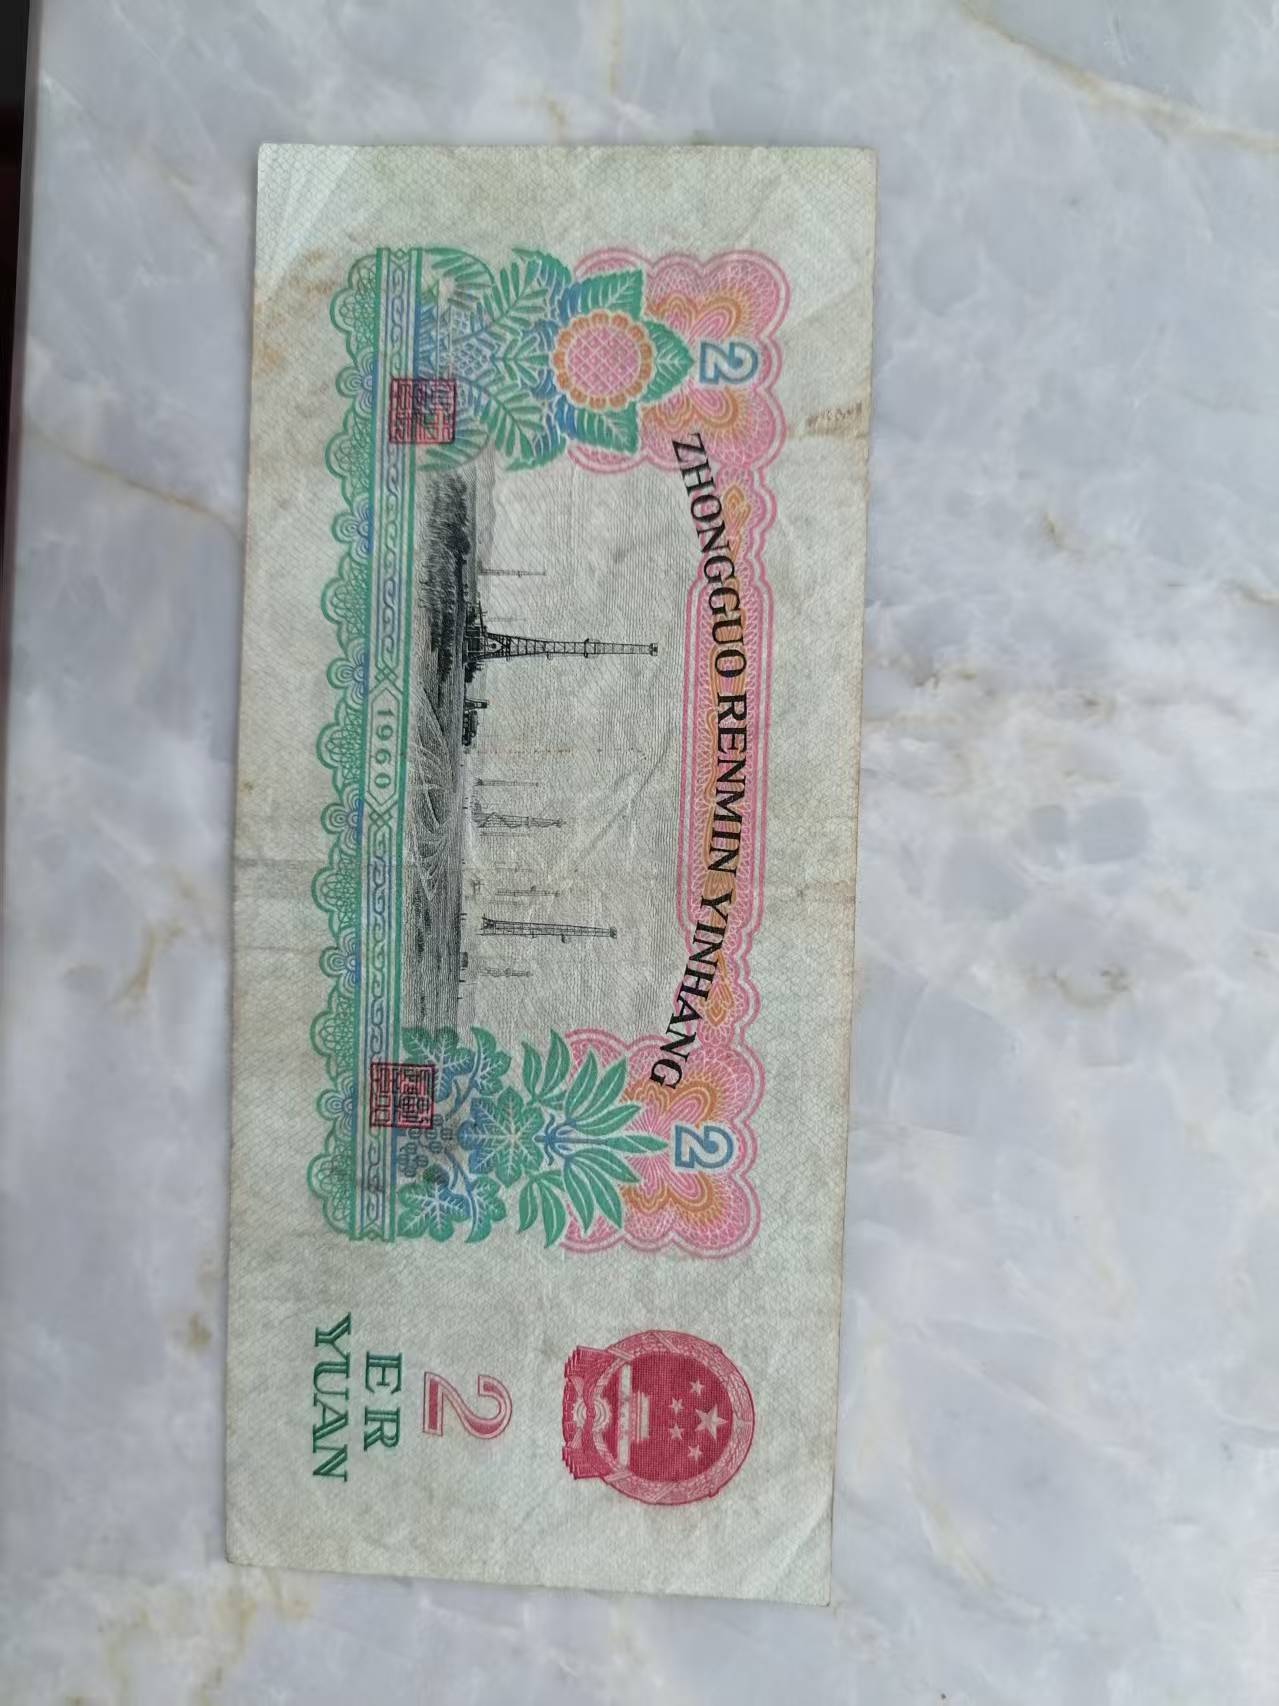 ZHONGGUO RENMIN YINHANG
2
2
1960
2
ER
YUAN